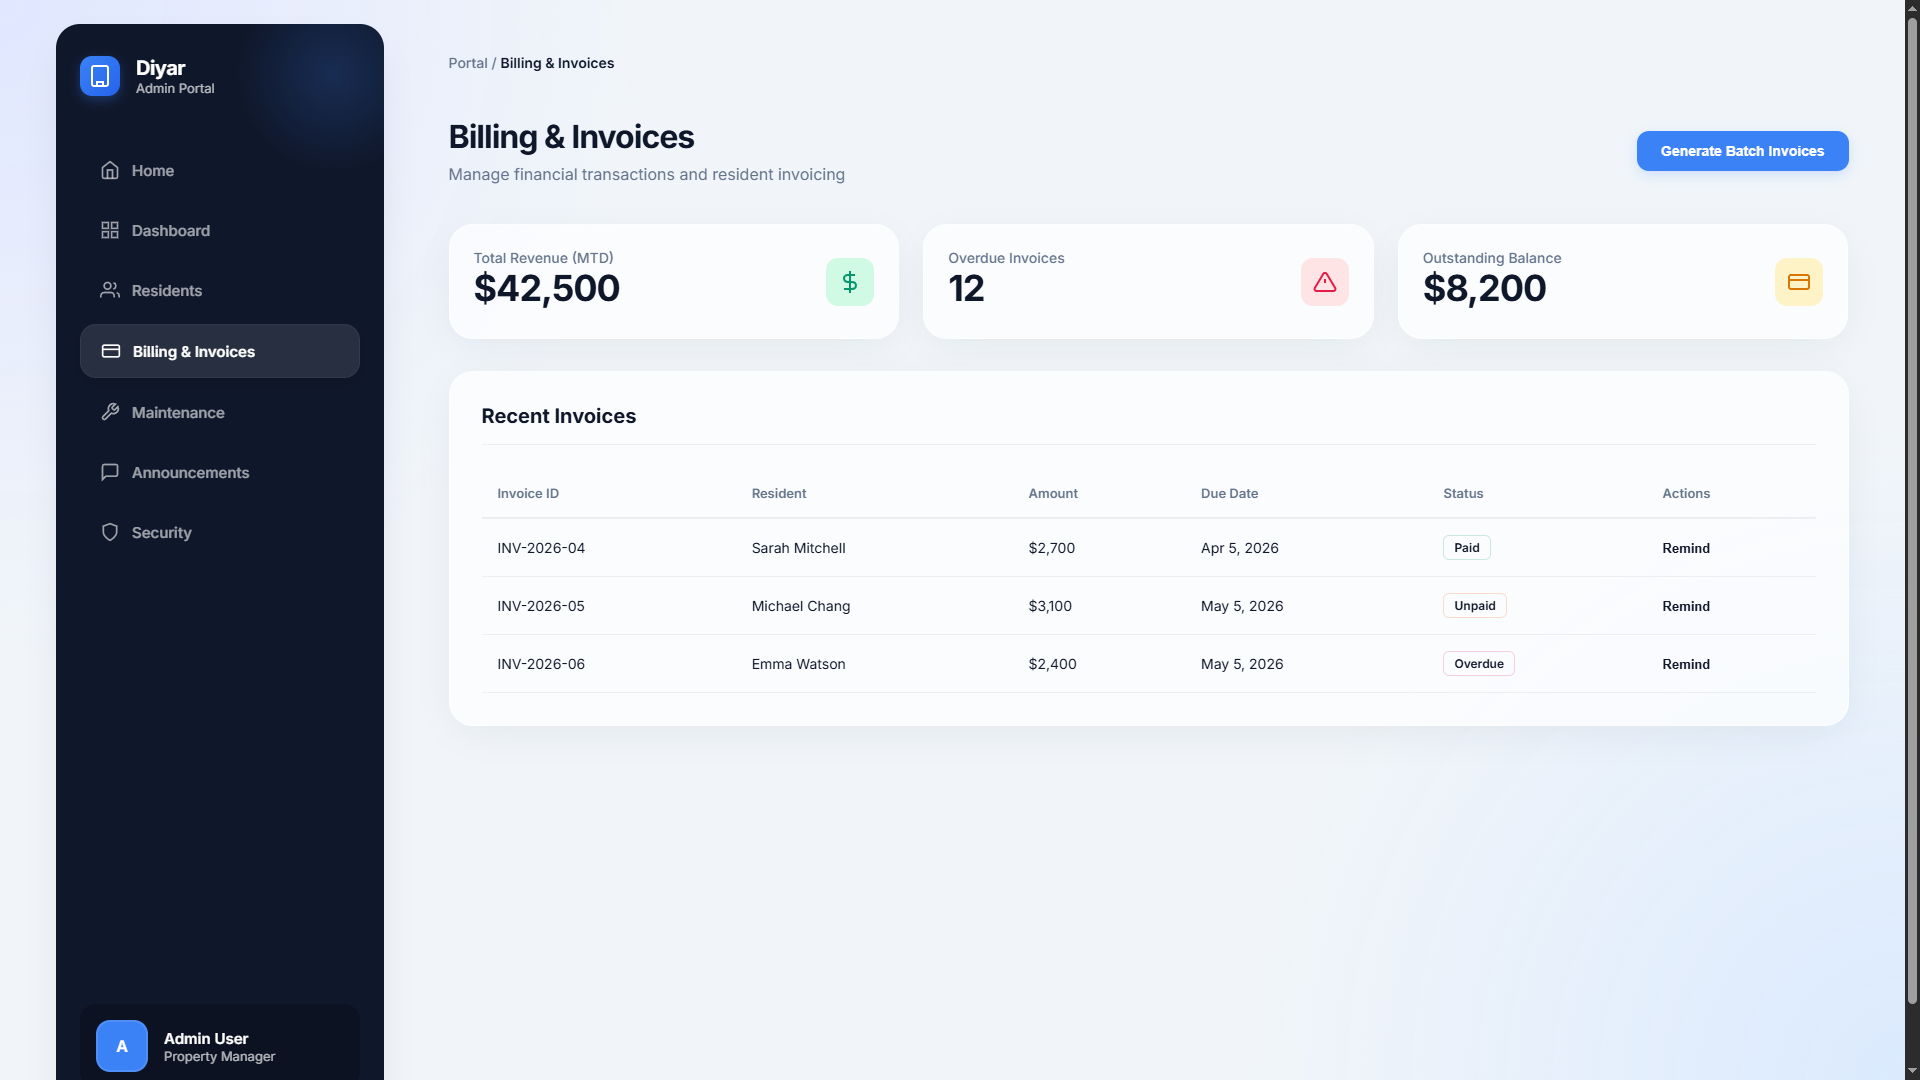 Diyar
Admin Portal
Home
Dashboard
Residents
Billing & Invoices
Maintenance
Announcements
Security
A
Admin User
Property Manager
Portal / Billing & Invoices
Billing & Invoices
Manage financial transactions and resident invoicing
Generate Batch Invoices
Total Revenue (MTD)
$42,500
Overdue Invoices
12
Outstanding Balance
$8,200
Recent Invoices
Invoice ID Resident Amount Due Date Status Actions
INV-2026-04 Sarah Mitchell $2,700 Apr 5, 2026 Paid Remind
INV-2026-05 Michael Chang $3,100 May 5, 2026 Unpaid Remind
INV-2026-06 Emma Watson $2,400 May 5, 2026 Overdue Remind